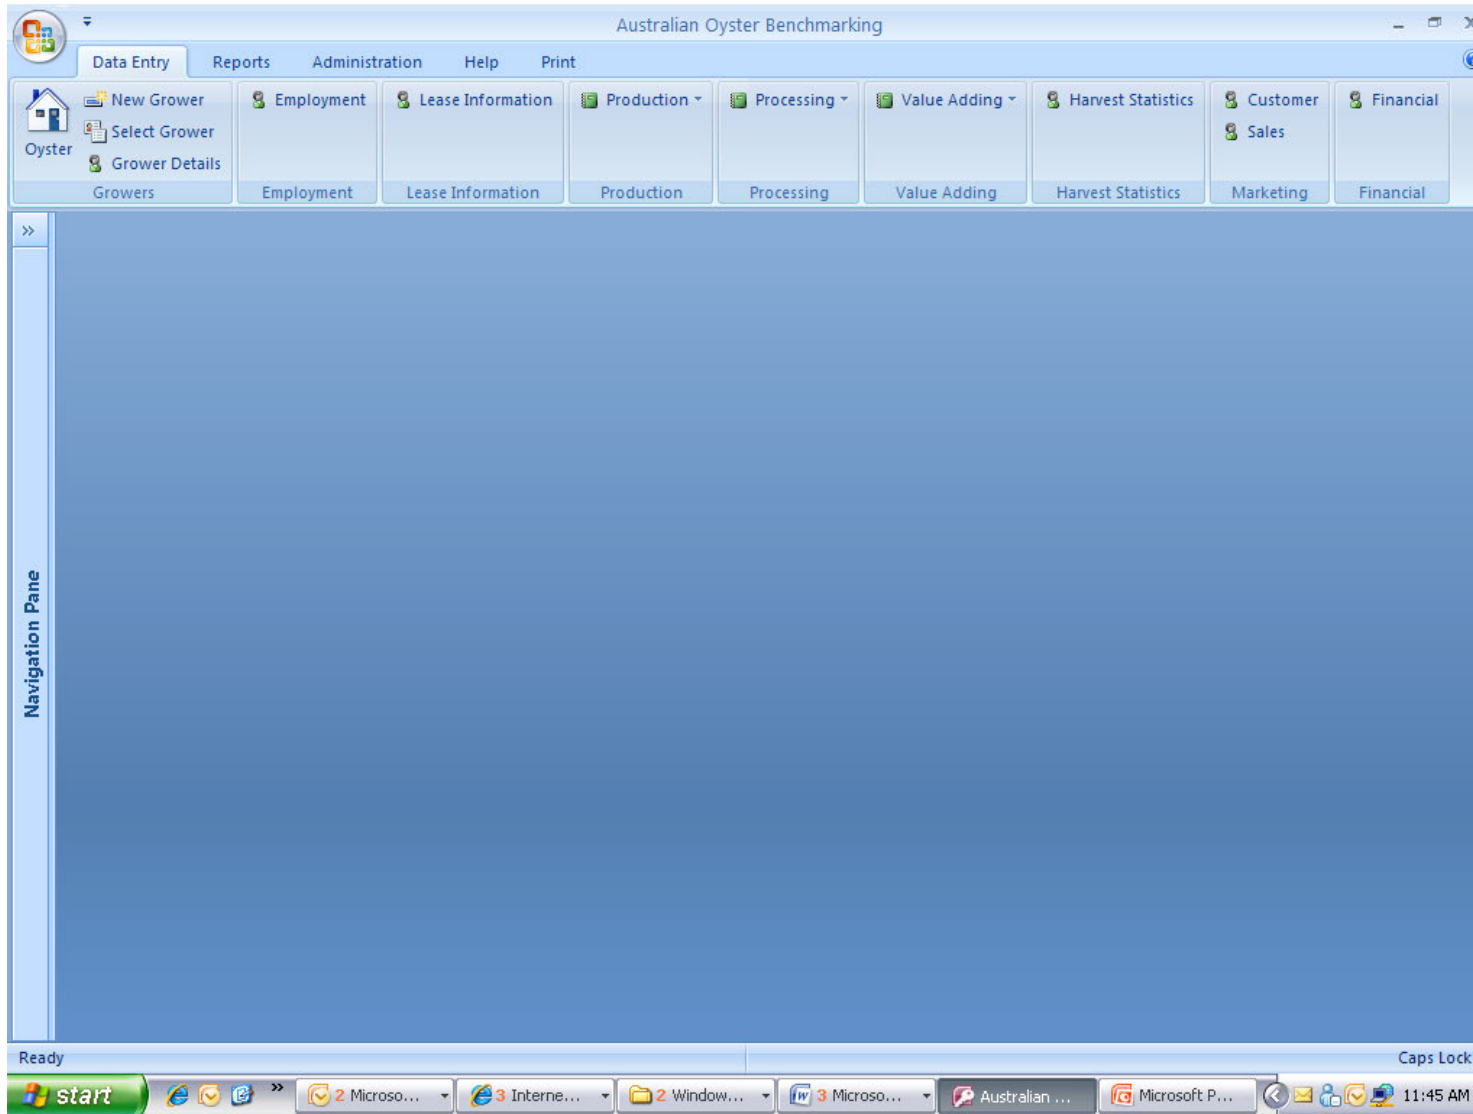 Australian Oyster Benchmarking
Data Entry Reports Administration Help Print
New Grower
Select Grower
Grower Details
Oyster
Growers
Employment
Employment
Lease Information
Lease Information
Production
Production
Processing
Processing
Value Adding
Value Adding
Harvest Statistics
Harvest Statistics
Customer
Sales
Marketing
Financial
Financial
Navigation Pane
Ready Caps Lock
start 2 Microso... 3 Interne... 2 Window... 3 Microso... Australian ... Microsoft P... 11:45 AM